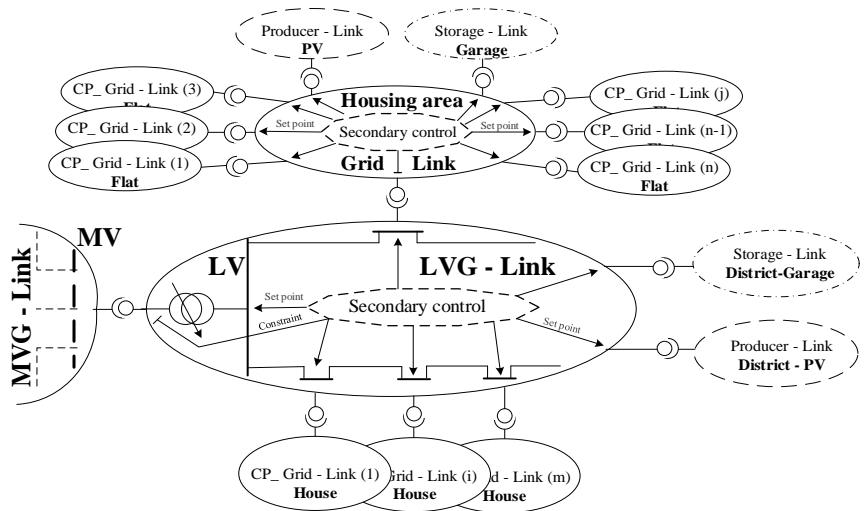 Producer - Link
PV
Storage - Link
Garage
CP_ Grid - Link (3)
CP_ Grid - Link (2)
CP_ Grid - Link (1)
Flat
Housing area
Set point
Secondary control
Set point
Grid Link
CP_ Grid - Link (j)
CP_ Grid - Link (n-1)
CP_ Grid - Link (n)
Flat
MVG - Link
MV
LV
LVG - Link
Set point
Constraint
Secondary control
Set point
Storage - Link
District-Garage
Producer - Link
District - PV
CP_ Grid - Link (1)
House
Grid - Link (i)
House
d - Link (m)
House